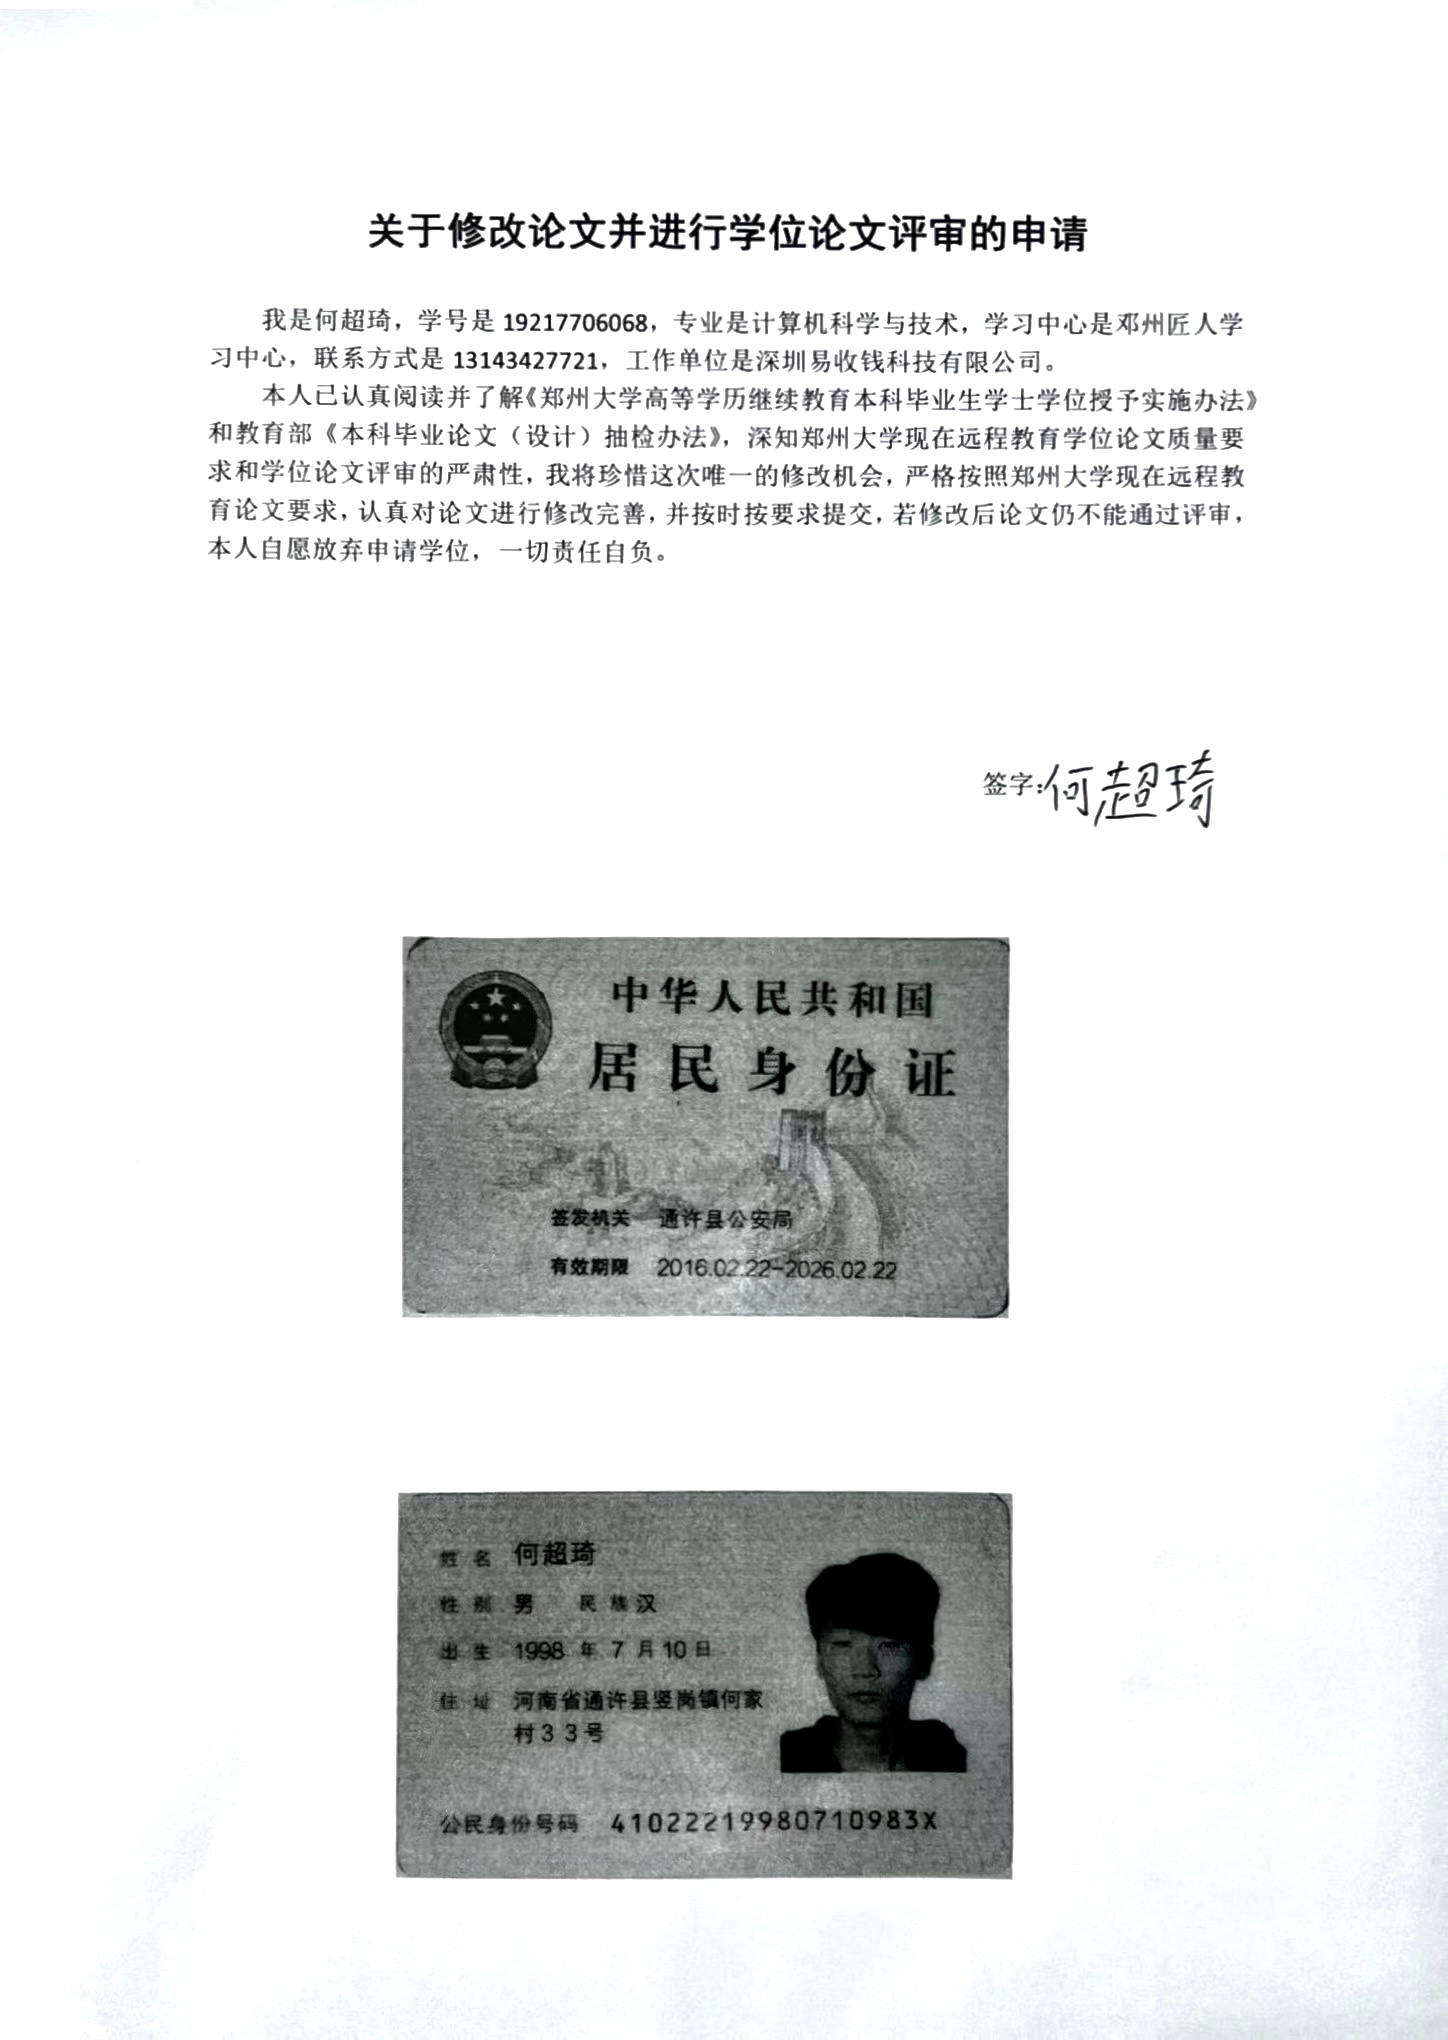 关于修改论文并进行学位论文评审的申请
我是何超琦，学号是 19217706068，专业是计算机科学与技术，学习中心是邓州匠人学
习中心，联系方式是 13143427721，工作单位是深圳易收钱科技有限公司。
本人已认真阅读并了解《郑州大学高等学历继续教育本科毕业生学士学位授予实施办法》
和教育部《本科毕业论文（设计）抽检办法》，深知郑州大学现在远程教育学位论文质量要
求和学位论文评审的严肃性，我将珍惜这次唯一的修改机会，严格按照郑州大学现在远程教
育论文要求，认真对论文进行修改完善，并按时按要求提交，若修改后论文仍不能通过评审，
本人自愿放弃申请学位，一切责任自负。
签字：何超琦
中华人民共和国
居民身份证
签发机关 通许县公安局
有效期限 2016.02.22-2026.02.22
姓名 何超琦
性别 男 民族 汉
出生 1998 年 7 月 10 日
住址 河南省通许县竖岗镇何家
村33号
公民身份号码 41022219980710983X